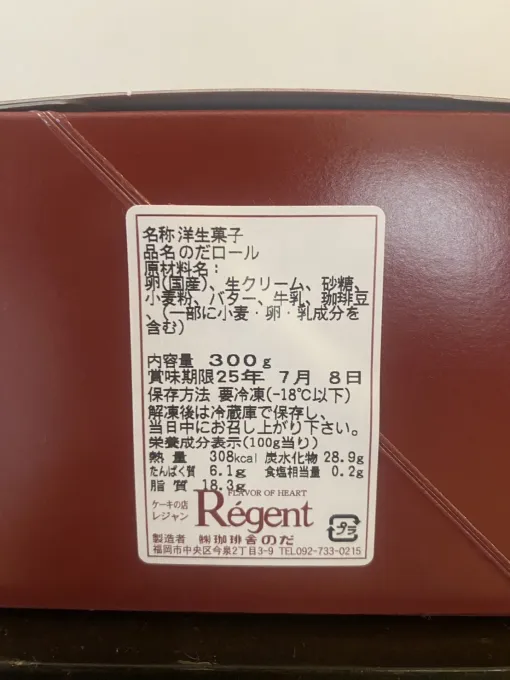 名称 洋生菓子
品名 のだロール
原材料名：
卵(国産)、生クリーム、砂糖、
小麦粉、バター、牛乳、珈琲豆
、(一部に小麦・卵・乳成分を
含む)
内容量 300g
賞味期限25年 7月 8日
保存方法 要冷凍(-18℃以下)
解凍後は冷蔵庫で保存し、
当日中にお召し上がり下さい。
栄養成分表示(100g当り)
熱量 308kcal 炭水化物 28.9g
たんぱく質 6.1g 食塩相当量 0.2g
脂質 18.3g
FLAVOR OF HEART
ケーキの店
レジャン
Régent
プラ
製造者 ㈱珈琲舎のだ
福岡市中央区今泉2丁目3-9 TEL092-733-0215